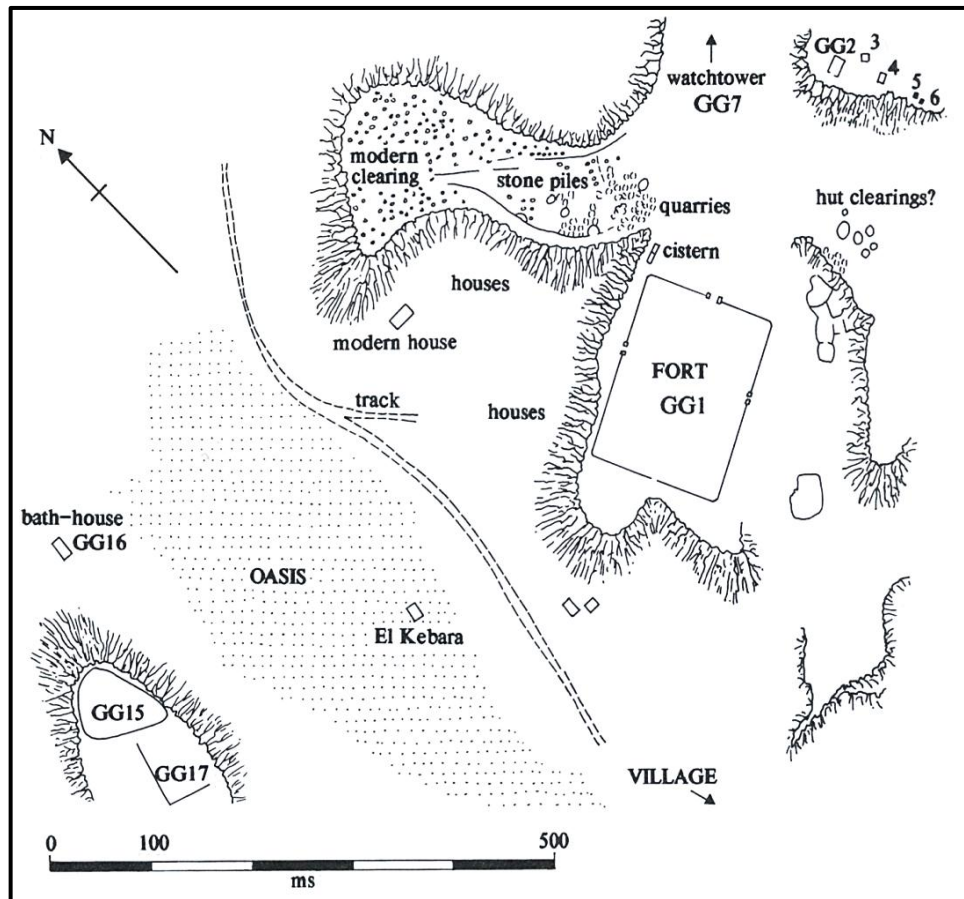 GG2
3
4
5
6
watchtower
GG7
N
modern
clearing
stone piles
quarries
hut clearings?
cistern
houses
modern house
FORT
GG1
track
houses
bath-house
GG16
OASIS
El Kebara
GG15
GG17
VILLAGE
0 100 500
ms